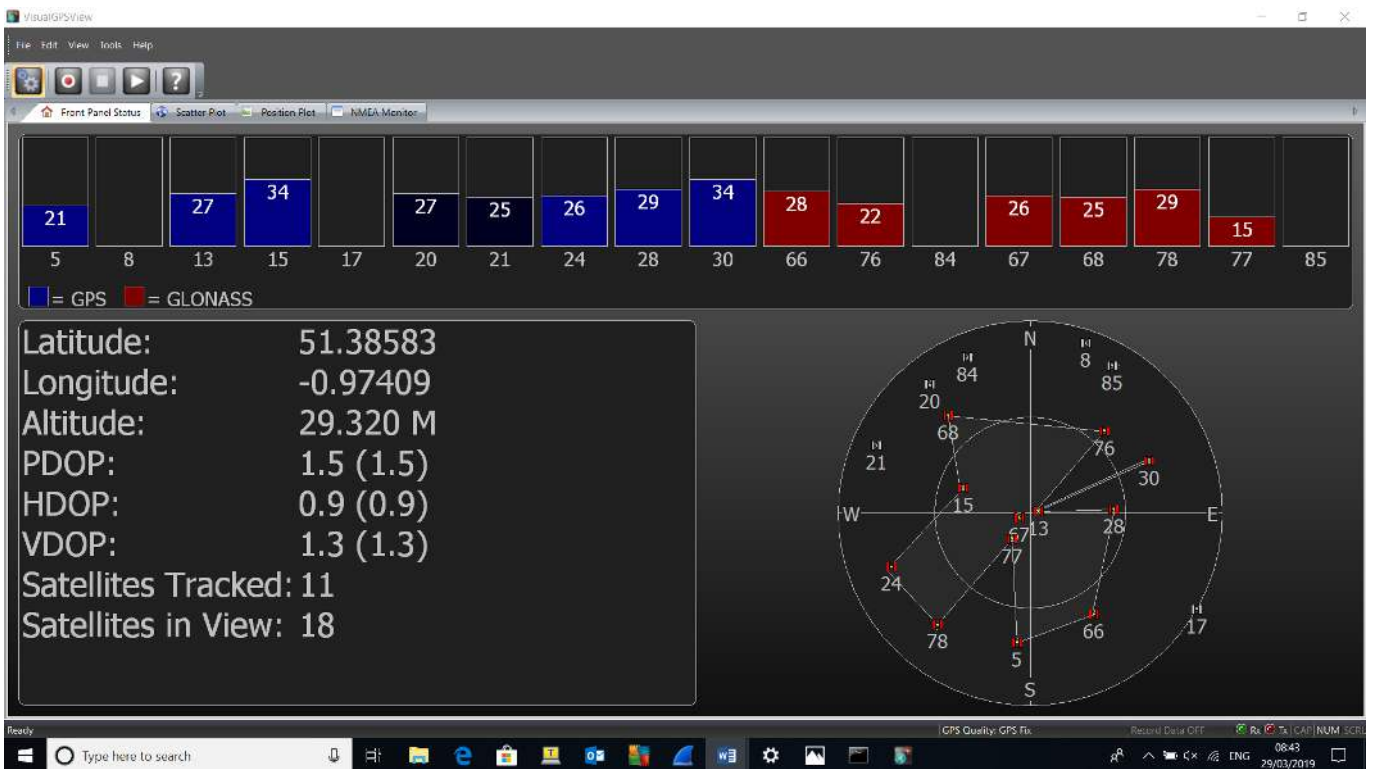 VisualGPSView
File Edit View Tools Help
Front Panel Status Scatter Plot Position Plot NMEA Monitor
21 27 34 27 25 26 29 34 28 22 26 25 29 15
5 8 13 15 17 20 21 24 28 30 66 76 84 67 68 78 77 85
= GPS = GLONASS
Latitude: 51.38583
Longitude: -0.97409
Altitude: 29.320 M
PDOP: 1.5 (1.5)
HDOP: 0.9 (0.9)
VDOP: 1.3 (1.3)
Satellites Tracked: 11
Satellites in View: 18
N
8
84
85
20
68
76
21
30
15
W
E
67
13
28
77
24
17
66
78
5
S
Ready GPS Quality: GPS Fix Record Data OFF Rx Tx CAP NUM SCRL
Type here to search ENG 08:43
29/03/2019